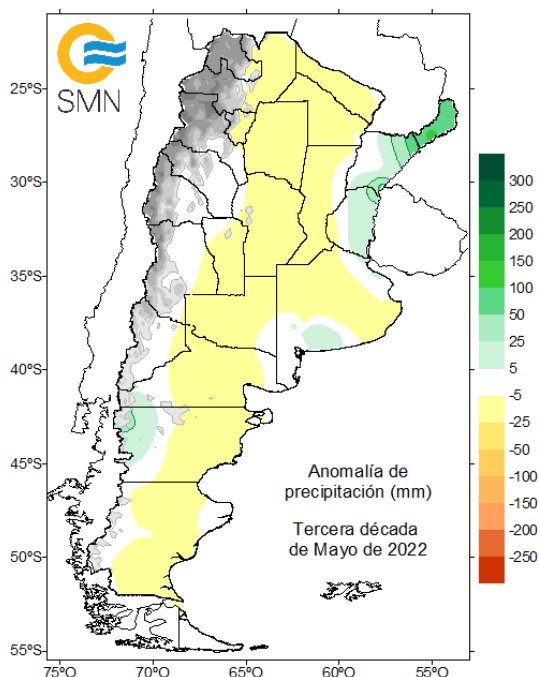 SMN
25ºS
30ºS
35ºS
40ºS
45ºS
50ºS
55ºS
75ºO
70ºO
65ºO
60ºO
55ºO
Anomalía de
precipitación (mm)
Tercera década
de Mayo de 2022
300
250
200
150
100
50
25
5
-5
-25
-50
-100
-150
-200
-250